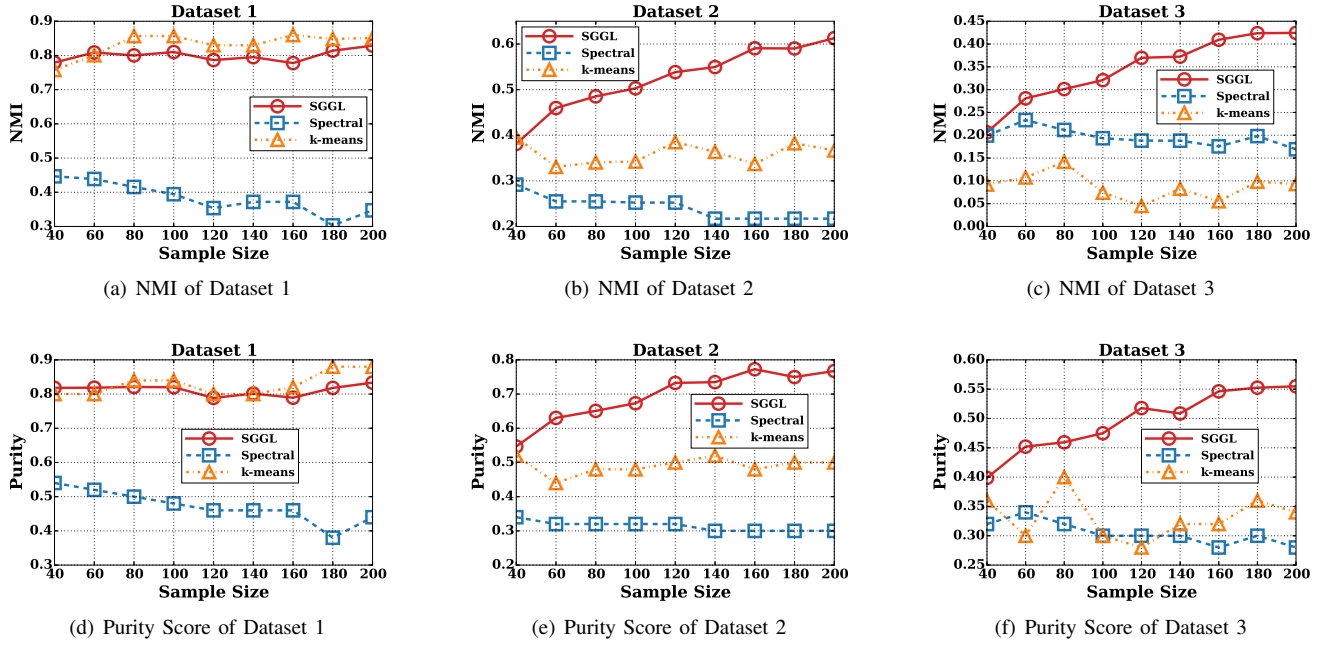 Dataset 1
NMI
0.9
0.8
0.7
0.6
0.5
0.4
0.3
SGGL
Spectral
k-means
40 60 80 100 120 140 160 180 200
Sample Size
(a) NMI of Dataset 1
Dataset 2
NMI
0.6
0.5
0.4
0.3
0.2
SGGL
Spectral
k-means
40 60 80 100 120 140 160 180 200
Sample Size
(b) NMI of Dataset 2
Dataset 3
NMI
0.45
0.40
0.35
0.30
0.25
0.20
0.15
0.10
0.05
0.00
SGGL
Spectral
k-means
40 60 80 100 120 140 160 180 200
Sample Size
(c) NMI of Dataset 3
Dataset 1
Purity
0.9
0.8
0.7
0.6
0.5
0.4
0.3
SGGL
Spectral
k-means
40 60 80 100 120 140 160 180 200
Sample Size
(d) Purity Score of Dataset 1
Dataset 2
Purity
0.8
0.7
0.6
0.5
0.4
0.3
0.2
SGGL
Spectral
k-means
40 60 80 100 120 140 160 180 200
Sample Size
(e) Purity Score of Dataset 2
Dataset 3
Purity
0.60
0.55
0.50
0.45
0.40
0.35
0.30
0.25
SGGL
Spectral
k-means
40 60 80 100 120 140 160 180 200
Sample Size
(f) Purity Score of Dataset 3